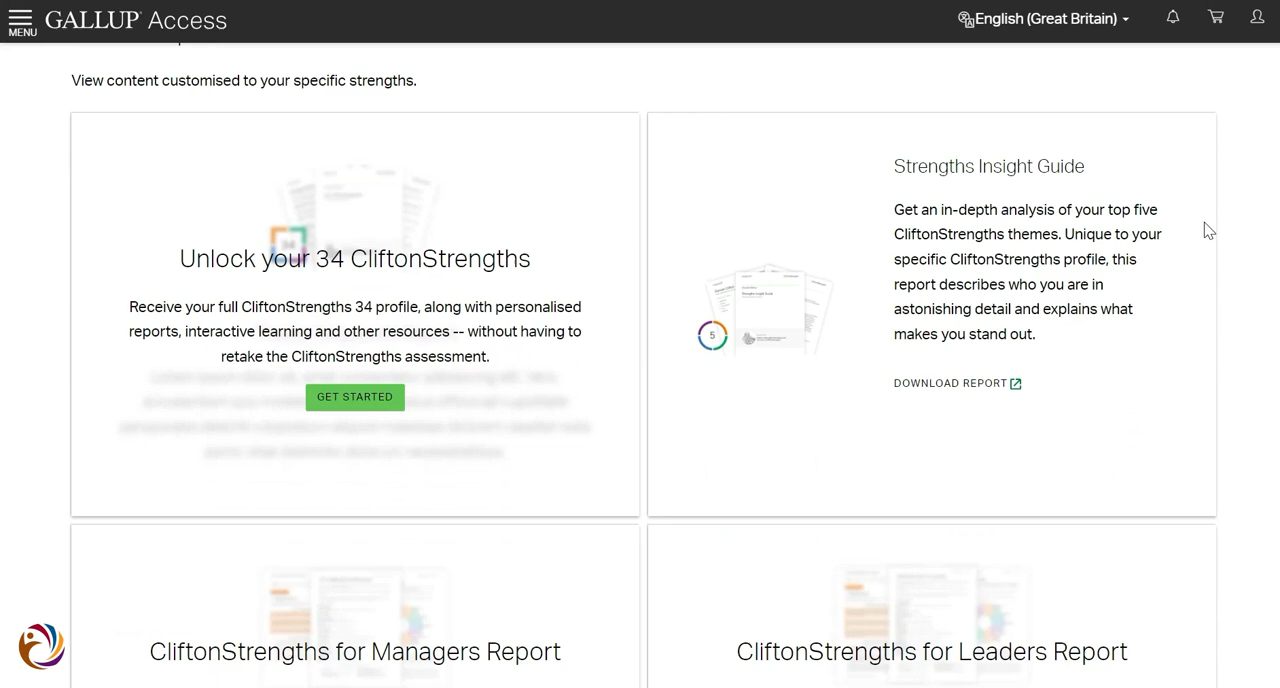 MENU
GALLUP® Access
English (Great Britain)
View content customised to your specific strengths.
34
Unlock your 34 CliftonStrengths
Receive your full CliftonStrengths 34 profile, along with personalised
reports, interactive learning and other resources -- without having to
retake the CliftonStrengths assessment.
GET STARTED
5
Strengths Insight Guide
Get an in-depth analysis of your top five
CliftonStrengths themes. Unique to your
specific CliftonStrengths profile, this
report describes who you are in
astonishing detail and explains what
makes you stand out.
DOWNLOAD REPORT
CliftonStrengths for Managers Report
CliftonStrengths for Leaders Report